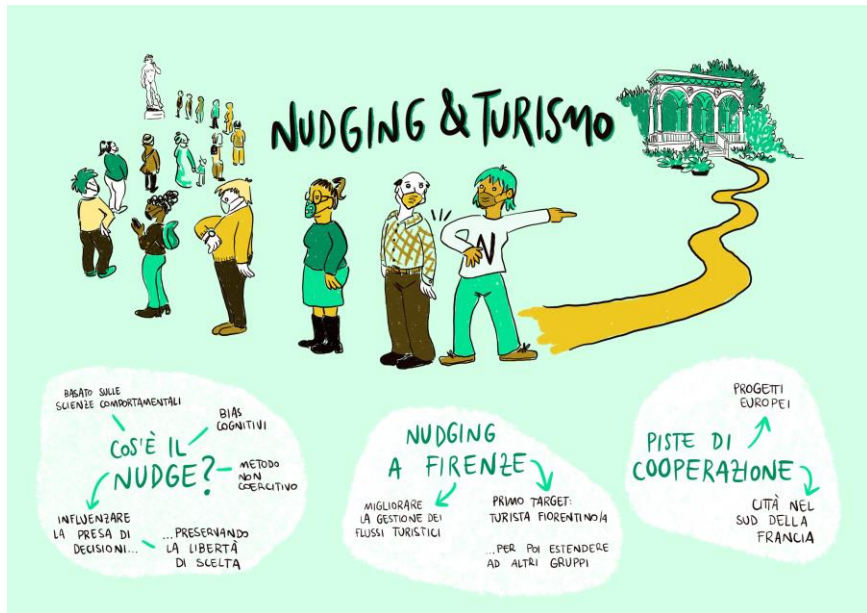 NUDGING & TURISMO
N
BASATO SULLE
SCIENZE COMPORTAMENTALI
BIAS
COGNITIVI
COS'È IL
NUDGE?
METODO
NON
COERCITIVO
INFLUENZARE
LA PRESA DI
DECISIONI...
...PRESERVANDO
LA LIBERTÀ
DI SCELTA
NUDGING
A FIRENZE
MIGLIORARE
LA GESTIONE DEI
FLUSSI TURISTICI
PRIMO TARGET:
TURISTA FIORENTINO/A
...PER POI ESTENDERE
AD ALTRI GRUPPI
PROGETTI
EUROPEI
PISTE DI
COOPERAZIONE
CITTÀ NEL
SUD DELLA
FRANCIA